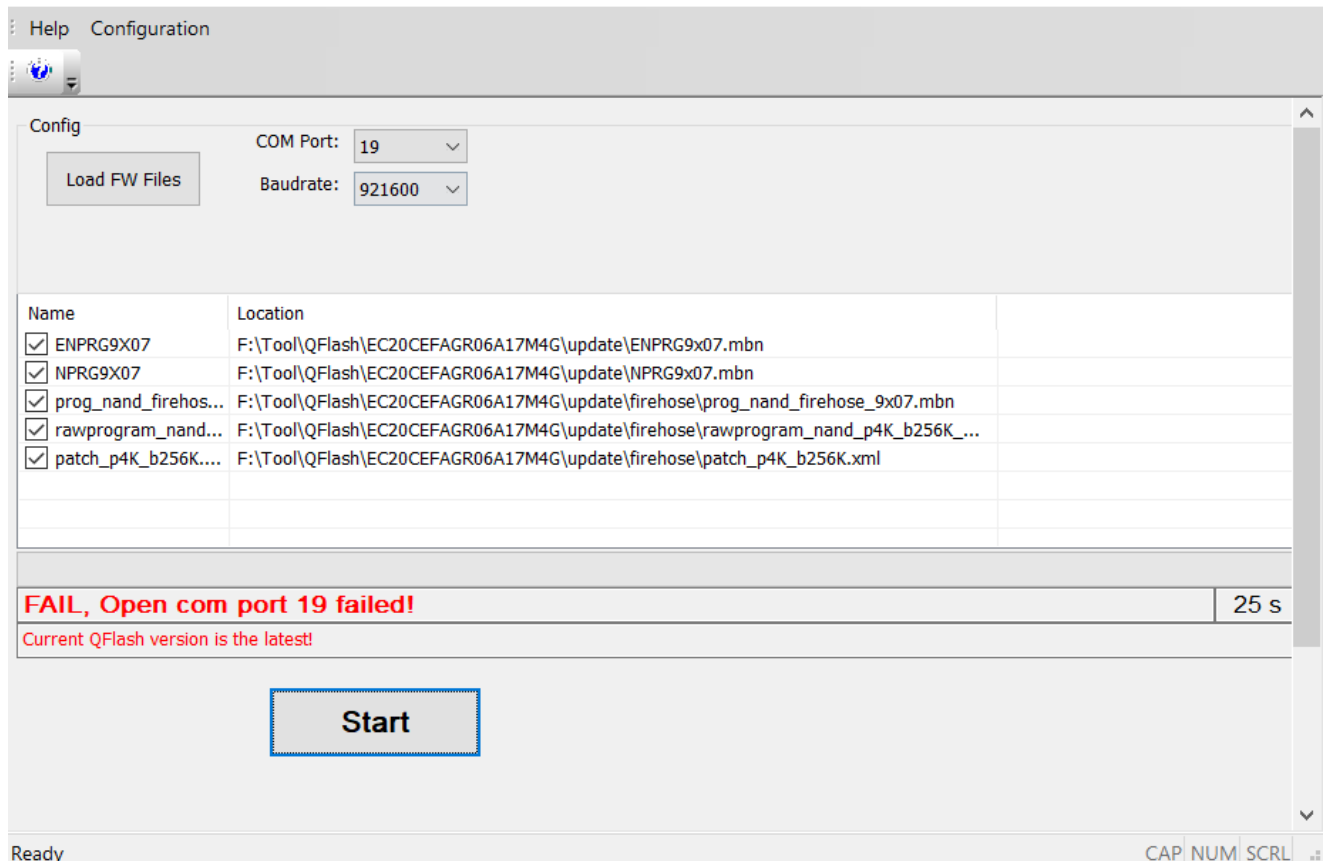 Help Configuration
Config
COM Port: 19
Load FW Files
Baudrate: 921600
Name Location
ENPRG9X07 F:\Tool\QFlash\EC20CEFAGR06A17M4G\update\ENPRG9x07.mbn
NPRG9X07 F:\Tool\QFlash\EC20CEFAGR06A17M4G\update\NPRG9x07.mbn
prog_nand_firehos... F:\Tool\QFlash\EC20CEFAGR06A17M4G\update\firehose\prog_nand_firehose_9x07.mbn
rawprogram_nand... F:\Tool\QFlash\EC20CEFAGR06A17M4G\update\firehose\rawprogram_nand_p4K_b256K_...
patch_p4K_b256K.... F:\Tool\QFlash\EC20CEFAGR06A17M4G\update\firehose\patch_p4K_b256K.xml
FAIL, Open com port 19 failed! 25 s
Current QFlash version is the latest!
Start
Ready CAP NUM SCRL